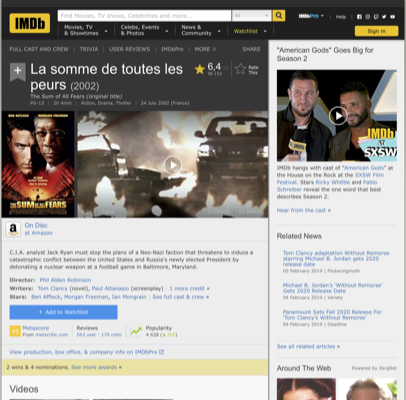 IMDb
Find Movies, TV shows, Celebrities and more...
All
IMDbPro
Help
Movies, TV
& Showtimes
Celebs, Events
& Photos
News &
Community
Watchlist
Sign in
FULL CAST AND CREW | TRIVIA | USER REVIEWS | IMDbPro | MORE
SHARE
La somme de toutes les
peurs (2002)
6,4
Rate
This
The Sum of All Fears (original title)
PG-13 | 2h 4min | Action, Drama, Thriller | 24 July 2002 (France)
BEN AFFLECK MORGAN FREEMAN
THE SUM OF ALL FEARS
On Disc
at Amazon
C.I.A. analyst Jack Ryan must stop the plans of a Neo-Nazi faction that threatens to induce a
catastrophic conflict between the United States and Russia's newly elected President by
detonating a nuclear weapon at a football game in Baltimore, Maryland.
Director: Phil Alden Robinson
Writers: Tom Clancy (novel), Paul Attanasio (screenplay) | 1 more credit »
Stars: Ben Affleck, Morgan Freeman, Ian Mongrain | See full cast & crew »
+ Add to Watchlist
45
Metascore
From metacritic.com
Reviews
563 user | 170 critic
Popularity
4 628
View production, box office, & company info on IMDbPro
2 wins & 4 nominations. See more awards »
Videos
"American Gods" Goes Big for
Season 2
IMDb
at
SXSW
IMDb hangs with cast of "American Gods" at
the House on the Rock at the SXSW Film
Festival. Stars Ricky Whittle and Pablo
Schreiber reveal the one word that best
describes Season 2.
Hear from the cast »
Related News
Tom Clancy adaptation Without Remorse
starring Michael B. Jordan gets 2020
release date
05 February 2019 | Flickeringmyth
Michael B. Jordan's 'Without Remorse'
Gets 2020 Release Date
04 February 2019 | Variety
Paramount Sets Fall 2020 Release For
'Tom Clancy's Without Remorse'
04 February 2019 | Deadline
See all related articles »
Around The Web
Powered by ZergNet